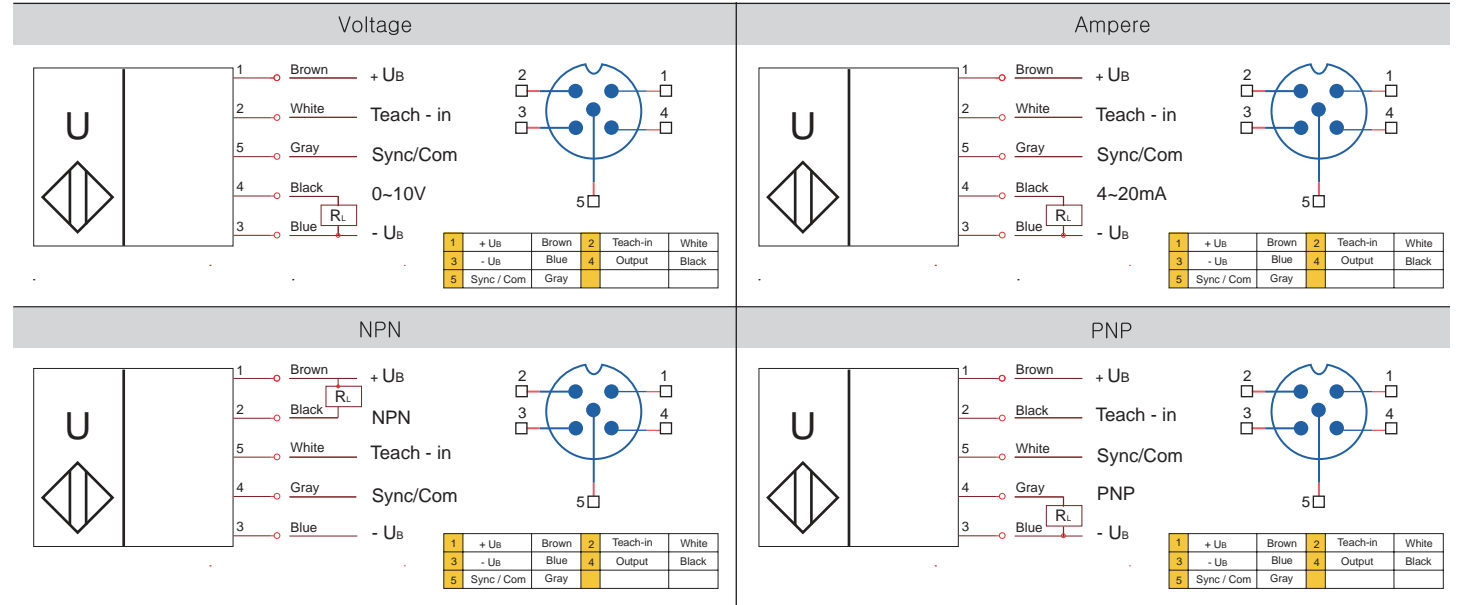 Voltage
1 Brown + UB
2 White Teach - in
5 Gray Sync/Com
4 Black 0~10V
RL
3 Blue - UB
2 1
3 4
5
1 + UB Brown 2 Teach-in White
3 - UB Blue 4 Output Black
5 Sync / Com Gray
U
Ampere
1 Brown + UB
2 White Teach - in
5 Gray Sync/Com
4 Black 4~20mA
RL
3 Blue - UB
2 1
3 4
5
1 + UB Brown 2 Teach-in White
3 - UB Blue 4 Output Black
5 Sync / Com Gray 4
U
NPN
1 Brown + UB
RL
2 Black NPN
5 White Teach - in
4 Gray Sync/Com
3 Blue - UB
2 1
3 4
5
1 + UB Brown 2 Teach-in White
3 - UB Blue 4 Output Black
5 Sync / Com Gray
U
PNP
1 Brown + UB
2 Black Teach - in
5 White Sync/Com
4 Gray PNP
RL
3 Blue - UB
2 1
3 4
5
1 + UB Brown 2 Teach-in White
3 - UB Blue 4 Output Black
5 Sync / Com Gray
U